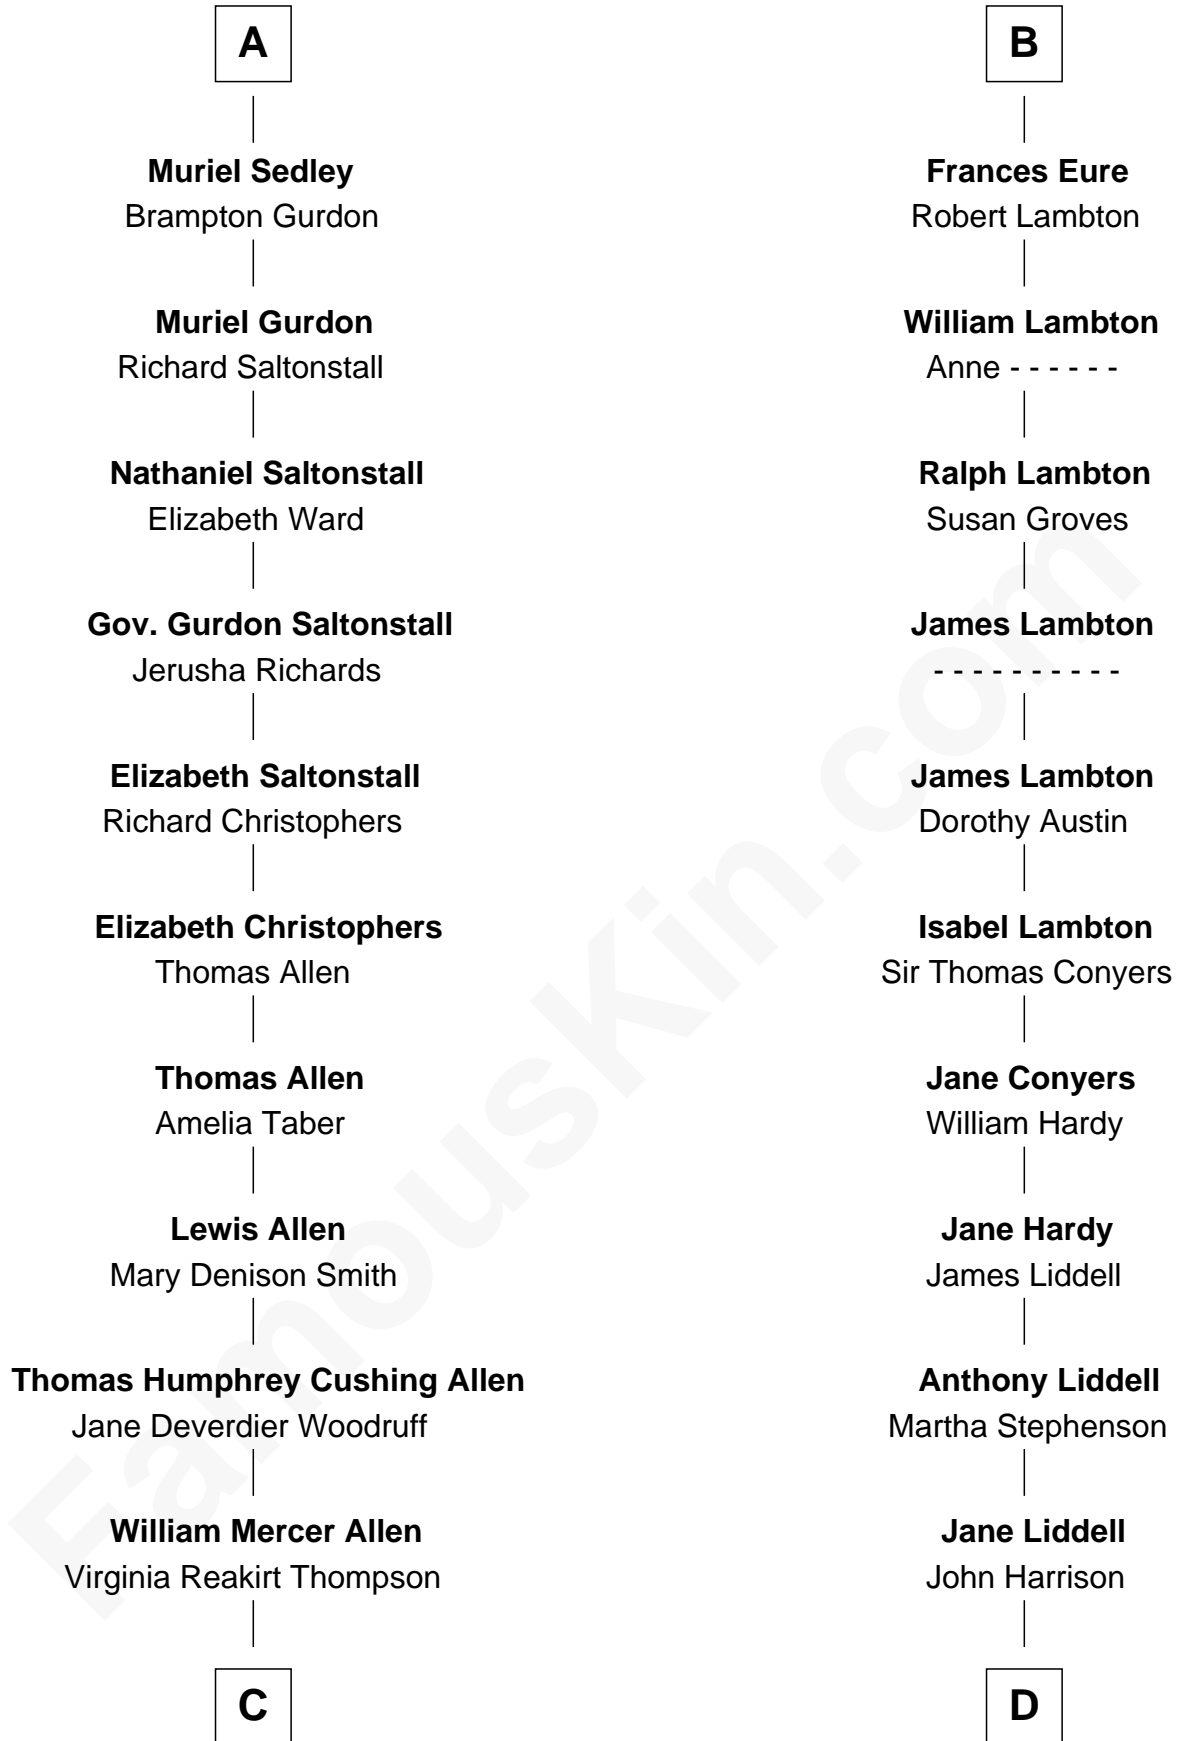 A
Muriel Sedley
Brampton Gurdon
Muriel Gurdon
Richard Saltonstall
Nathaniel Saltonstall
Elizabeth Ward
Gov. Gurdon Saltonstall
Jerusha Richards
Elizabeth Saltonstall
Richard Christophers
Elizabeth Christophers
Thomas Allen
Thomas Allen
Amelia Taber
Lewis Allen
Mary Denison Smith
Thomas Humphrey Cushing Allen
Jane Deverdier Woodruff
William Mercer Allen
Virginia Reakirt Thompson
C
B
Frances Eure
Robert Lambton
William Lambton
Anne - - - - - -
Ralph Lambton
Susan Groves
James Lambton
- - - - - - - - - -
James Lambton
Dorothy Austin
Isabel Lambton
Sir Thomas Conyers
Jane Conyers
William Hardy
Jane Hardy
James Liddell
Anthony Liddell
Martha Stephenson
Jane Liddell
John Harrison
D
FamousKin.com